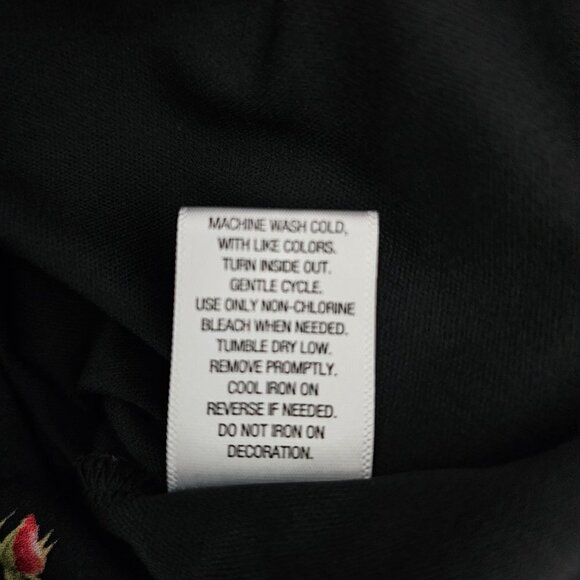 MACHINE WASH COLD,
WITH LIKE COLORS.
TURN INSIDE OUT.
GENTLE CYCLE.
USE ONLY NON-CHLORINE
BLEACH WHEN NEEDED.
TUMBLE DRY LOW.
REMOVE PROMPTLY.
COOL IRON ON
REVERSE IF NEEDED.
DO NOT IRON ON
DECORATION.